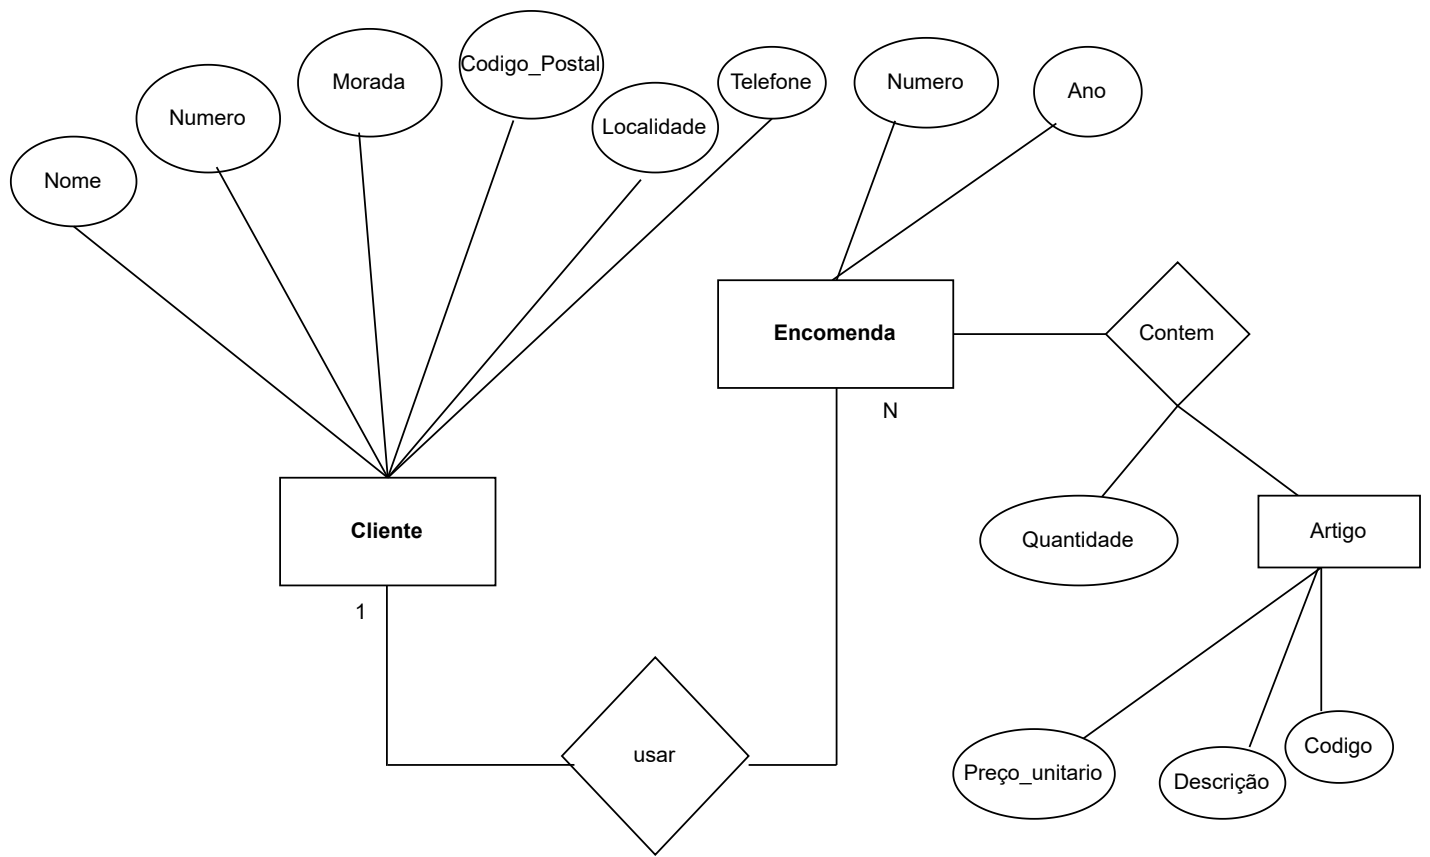 Nome
Numero
Morada
Codigo_Postal
Localidade
Telefone
Numero
Ano
Encomenda
Contem
N
Cliente
Quantidade
Artigo
1
usar
Preço_unitario
Descrição
Codigo